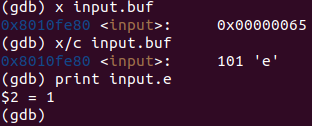 (gdb) x input.buf
0x8010fe80 <input>:     0x00000065
(gdb) x/c input.buf
0x8010fe80 <input>:     101 'e'
(gdb) print input.e
$2 = 1
(gdb)